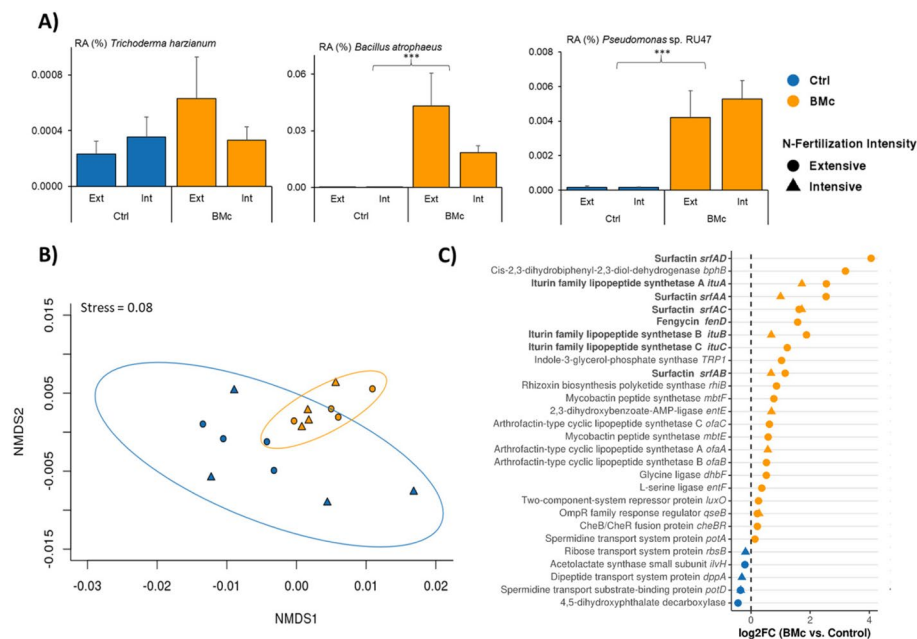 A)
RA (%) Trichoderma harzianum
0.0008
0.0004
0.0000
Ext Int Ext Int
Ctrl BMc
RA (%) Bacillus atrophaeus
***
0.06
0.03
0.00
Ext Int Ext Int
Ctrl BMc
RA (%) Pseudomonas sp. RU47
***
0.008
0.006
0.004
0.002
0.000
Ext Int Ext Int
Ctrl BMc
Ctrl
BMc
N-Fertilization Intensity
Extensive
Intensive
B)
Stress = 0.08
NMDS2
0.015
0.005
-0.005
-0.015
-0.03 -0.02 -0.01 0.00 0.01 0.02
NMDS1
C)
Surfactin srfAD
Cis-2,3-dihydrobiphenyl-2,3-diol-dehydrogenase bphB
Iturin family lipopeptide synthetase A ituA
Surfactin srfAA
Surfactin srfAC
Fengycin fenD
Iturin family lipopeptide synthetase B ituB
Iturin family lipopeptide synthetase C ituC
Indole-3-glycerol-phosphate synthase TRP1
Surfactin srfAB
Rhizoxin biosynthesis polyketide synthase rhiB
Mycobactin peptide synthetase mbtF
2,3-dihydroxybenzoate-AMP-ligase entE
Arthrofactin-type cyclic lipopeptide synthetase C ofaC
Mycobactin peptide synthetase mbtE
Arthrofactin-type cyclic lipopeptide synthetase A ofaA
Arthrofactin-type cyclic lipopeptide synthetase B ofaB
Glycine ligase dhbF
L-serine ligase entF
Two-component-system repressor protein luxO
OmpR family response regulator qseB
CheB/CheR fusion protein cheBR
Spermidine transport system protein potA
Ribose transport system protein rbsB
Acetolactate synthase small subunit ilvH
Dipeptide transport system protein dppA
Spermidine transport substrate-binding protein potD
4,5-dihydroxyphthalate decarboxylase
0 2 4
log2FC (BMc vs. Control)